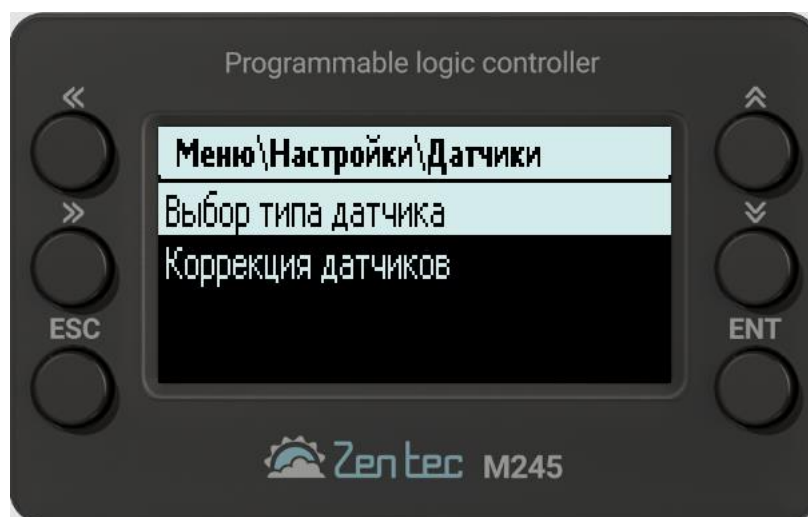 Programmable logic controller
«
Меню\Настройки\Датчики
»
Выбор типа датчика
Коррекция датчиков
ESC
ENT
Zentec M245